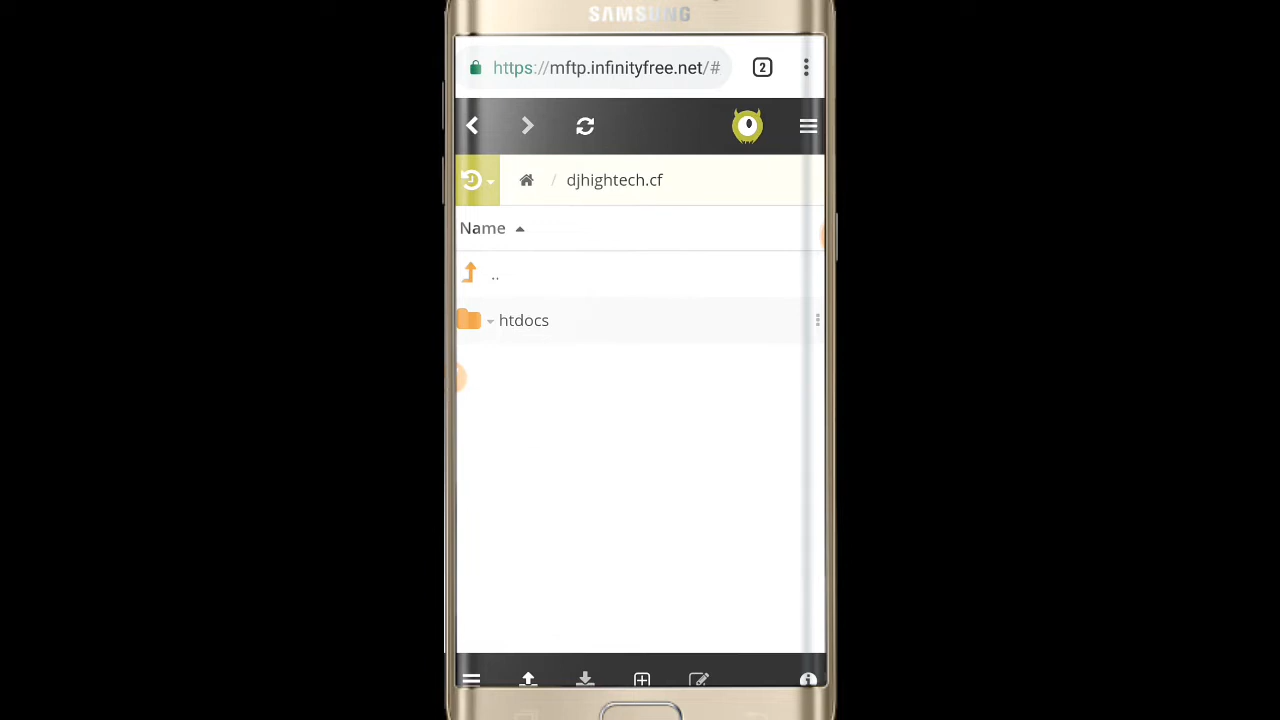 SAMSUNG
https://mftp.infinityfree.net/# 2
/ djhightech.cf
Name
..
htdocs